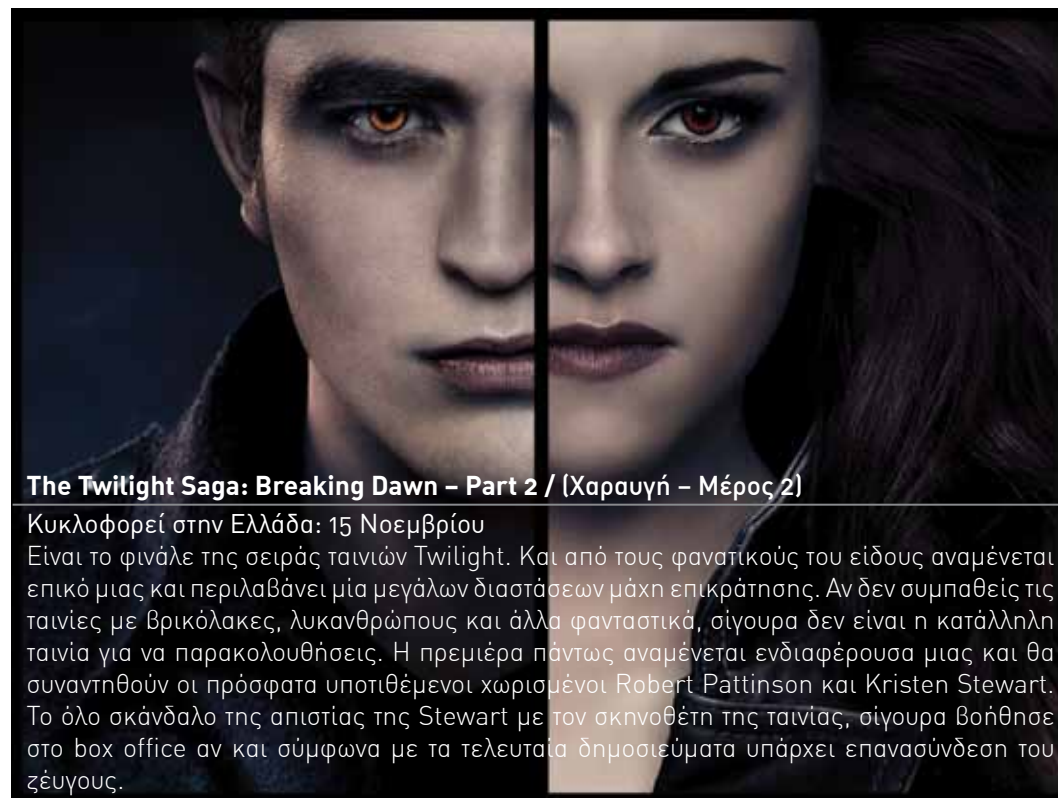 The Twilight Saga: Breaking Dawn – Part 2 / (Χαραυγή – Μέρος 2)
Κυκλοφορεί στην Ελλάδα: 15 Νοεμβρίου
Είναι το φινάλε της σειράς ταινιών Twilight. Και από τους φανατικούς του είδους αναμένεται
επικό μιας και περιλαβάνει μία μεγάλων διαστάσεων μάχη επικράτησης. Αν δεν συμπαθείς τις
ταινίες με βρικόλακες, λυκανθρώπους και άλλα φανταστικά, σίγουρα δεν είναι η κατάλληλη
ταινία για να παρακολουθήσεις. Η πρεμιέρα πάντως αναμένεται ενδιαφέρουσα μιας και θα
συναντηθούν οι πρόσφατα υποτιθέμενοι χωρισμένοι Robert Pattinson και Kristen Stewart.
Το όλο σκάνδαλο της απιστίας της Stewart με τον σκηνοθέτη της ταινίας, σίγουρα βοήθησε
στο box office αν και σύμφωνα με τα τελευταία δημοσιεύματα υπάρχει επανασύνδεση του
ζέυγους.